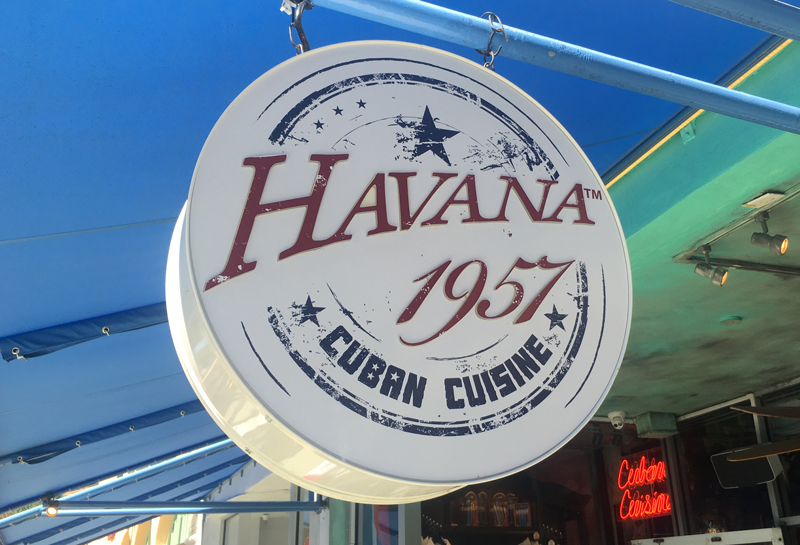 HAVANA™
1957
CUBAN CUISINE
Cuban
Cuisine